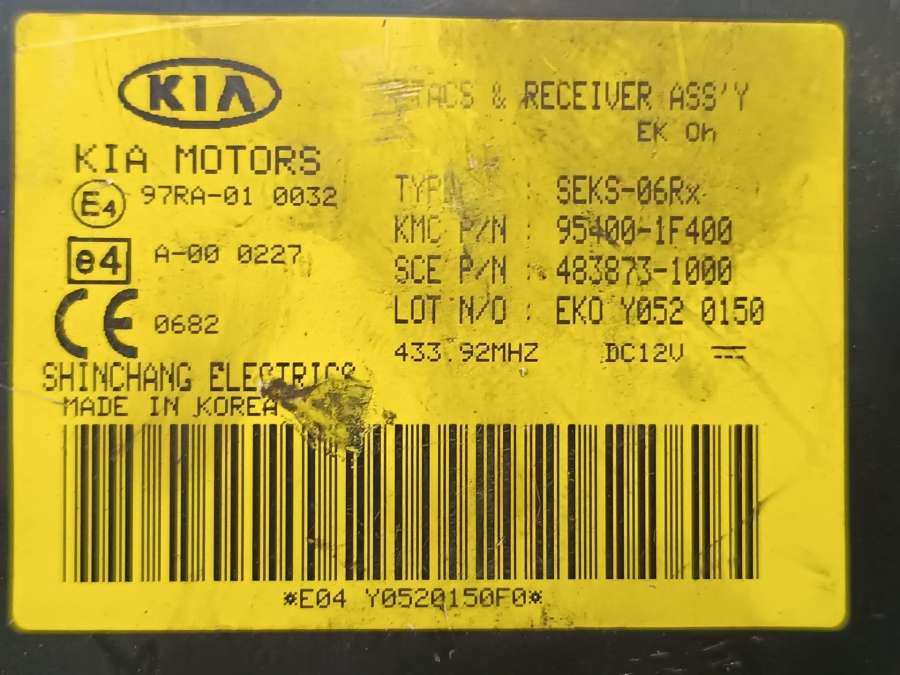 KIA
KIA MOTORS
E4 97RA-01 0032
e4 A-00 0227
CE 0682
SHINCHANG ELECTRICS
MADE IN KOREA
& RECEIVER ASS'Y
EK Oh
TYPE : SEKS-06Rx
KMC P/N : 95400-1F400
SCE P/N : 483873-1000
LOT N/O : EKO Y052 0150
433.92MHZ DC12V
*E04 Y0520150F0*